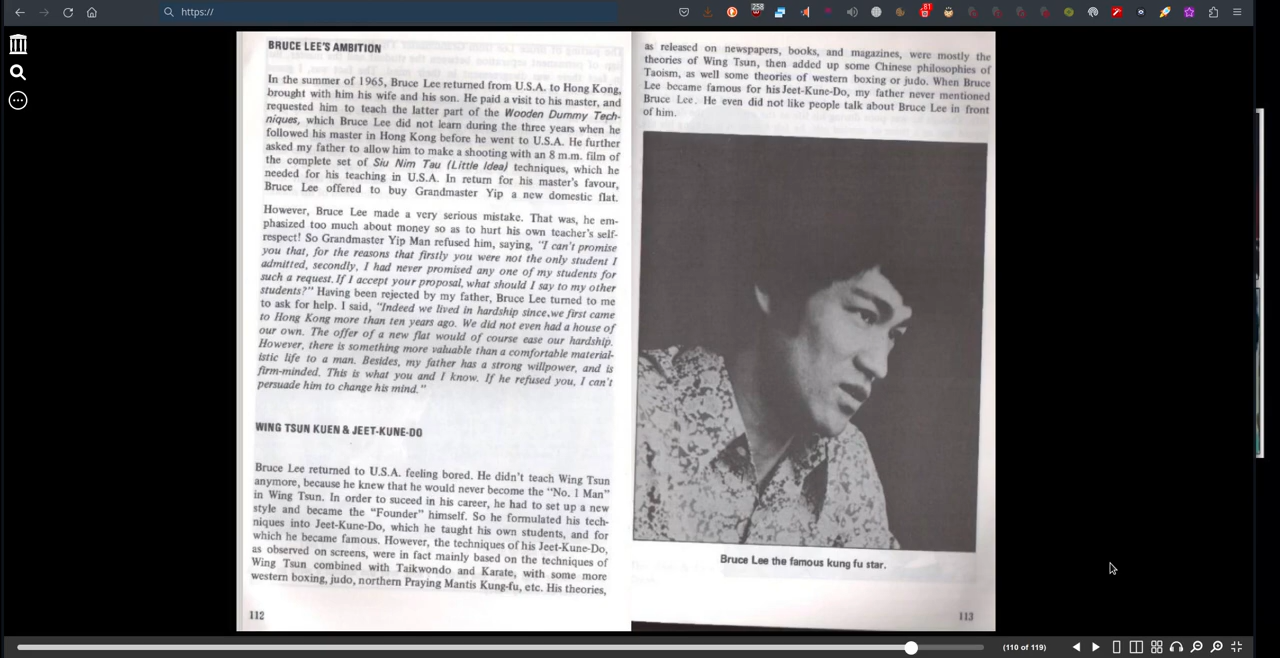 https://
258
81
BRUCE LEE'S AMBITION
In the summer of 1965, Bruce Lee returned from U.S.A. to Hong Kong,
brought with him his wife and his son. He paid a visit to his master, and
requested him to teach the latter part of the Wooden Dummy Tech-
niques, which Bruce Lee did not learn during the three years when he
followed his master in Hong Kong before he went to U.S.A. He further
asked my father to allow him to make a shooting with an 8 m.m. film of
the complete set of Siu Nim Tau (Little Idea) techniques, which he
needed for his teaching in U.S.A. In return for his master's favour,
Bruce Lee offered to buy Grandmaster Yip a new domestic flat.
However, Bruce Lee made a very serious mistake. That was, he em-
phasized too much about money so as to hurt his own teacher's self-
respect! So Grandmaster Yip Man refused him, saying, "I can't promise
you that, for the reasons that firstly you were not the only student I
admitted, secondly, I had never promised any one of my students for
such a request. If I accept your proposal, what should I say to my other
students?" Having been rejected by my father, Bruce Lee turned to me
to ask for help. I said, "Indeed we lived in hardship since we first came
to Hong Kong more than ten years ago. We did not even had a house of
our own. The offer of a new flat would of course ease our hardship.
However, there is something more valuable than a comfortable material-
istic life to a man. Besides, my father has a strong willpower, and is
firm-minded. This is what you and I know. If he refused you, I can't
persuade him to change his mind."
WING TSUN KUEN & JEET-KUNE-DO
Bruce Lee returned to U.S.A. feeling bored. He didn't teach Wing Tsun
anymore, because he knew that he would never become the "No. 1 Man"
in Wing Tsun. In order to suceed in his career, he had to set up a new
style and became the "Founder" himself. So he formulated his tech-
niques into Jeet-Kune-Do, which he taught his own students, and for
which he became famous. However, the techniques of his Jeet-Kune-Do,
as observed on screens, were in fact mainly based on the techniques of
Wing Tsun combined with Taikwondo and Karate, with some more
western boxing, judo, northern Praying Mantis Kung-fu, etc. His theories,
112
as released on newspapers, books, and magazines, were mostly the
theories of Wing Tsun, then added up some Chinese philosophies of
Taoism, as well some theories of western boxing or judo. When Bruce
Lee became famous for his Jeet-Kune-Do, my father never mentioned
Bruce Lee. He even did not like people talk about Bruce Lee in front
of him.
Bruce Lee the famous kung fu star.
113
(110 of 119)